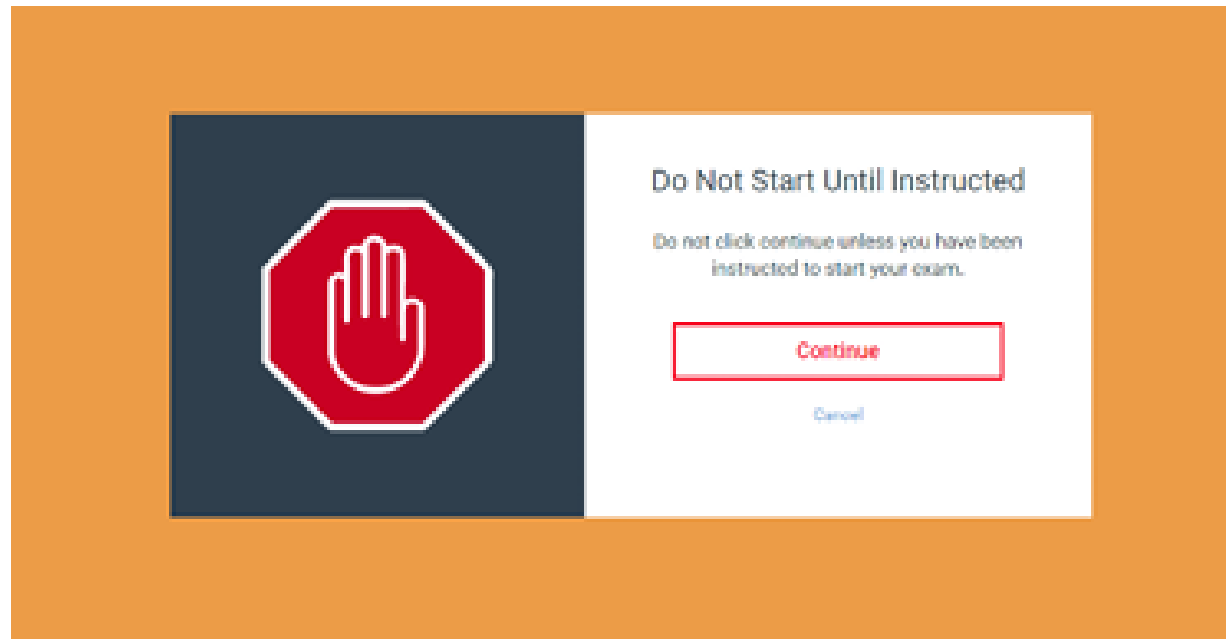 Do Not Start Until Instructed
Do not click continue unless you have been
instructed to start your exam.
Continue
Cancel